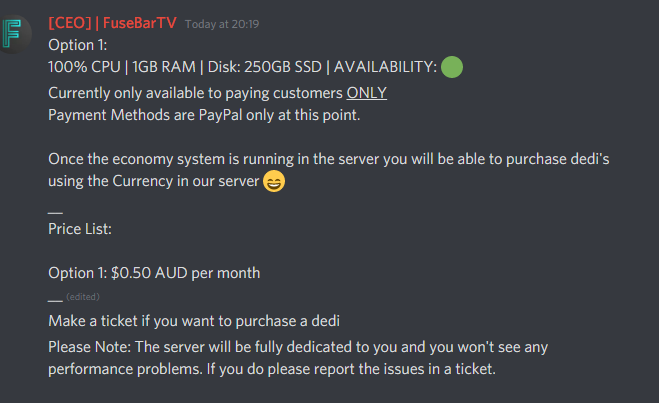 [CEO] | FuseBarTV Today at 20:19
Option 1:
100% CPU | 1GB RAM | Disk: 250GB SSD | AVAILABILITY: 🟢
Currently only available to paying customers ONLY
Payment Methods are PayPal only at this point.
Once the economy system is running in the server you will be able to purchase dedi's
using the Currency in our server 😄
__
Price List:
Option 1: $0.50 AUD per month
__ (edited)
Make a ticket if you want to purchase a dedi
Please Note: The server will be fully dedicated to you and you won't see any
performance problems. If you do please report the issues in a ticket.